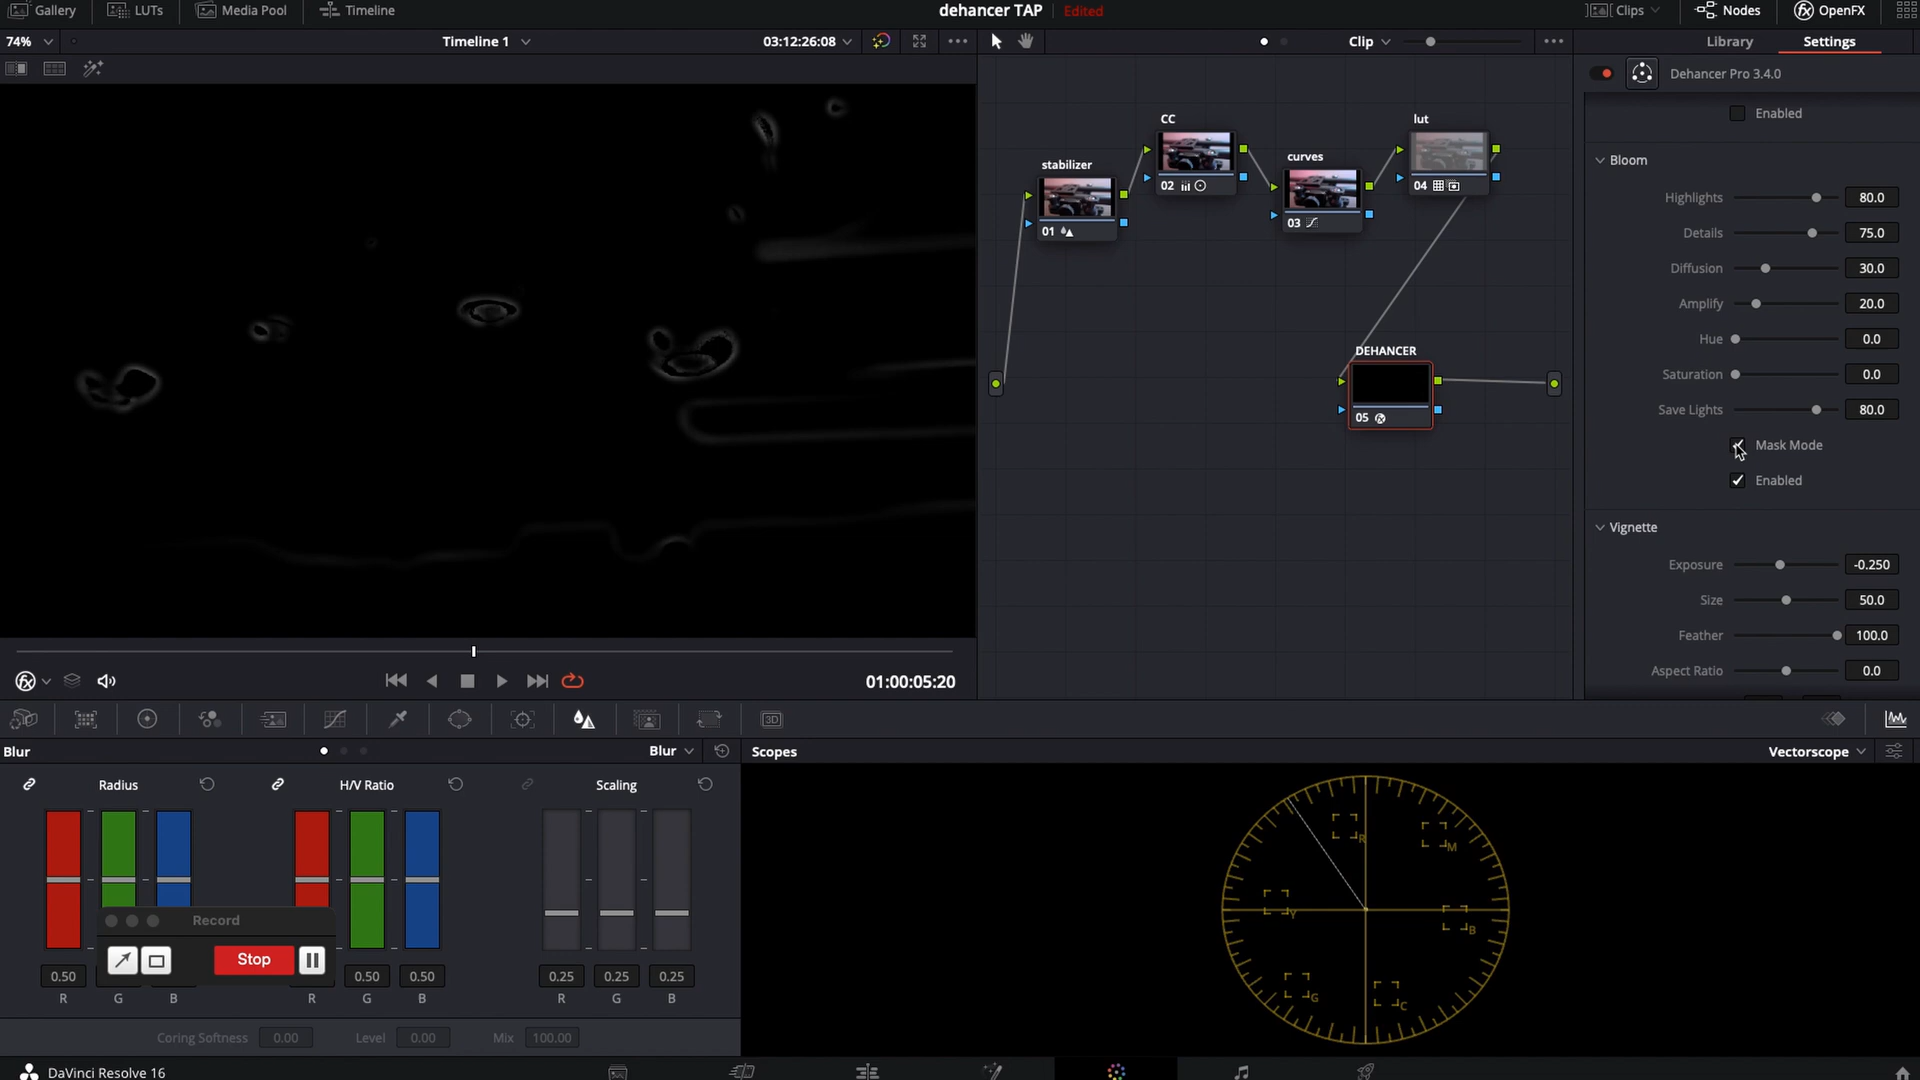 Gallery LUTs Media Pool Timeline dehancer TAP Edited Clips Nodes OpenFX
74% Timeline 1 03:12:26:08 Clip Library Settings
Dehancer Pro 3.4.0
Enabled
Bloom
Highlights 80.0
Details 75.0
Diffusion 30.0
Amplify 20.0
Hue 0.0
Saturation 0.0
Save Lights 80.0
Mask Mode
Enabled
Vignette
Exposure -0.250
Size 50.0
Feather 100.0
Aspect Ratio 0.0
stabilizer
01
CC
02
curves
03
lut
04
DEHANCER
05
01:00:05:20
3D
Blur Blur Scopes Vectorscope
Radius H/V Ratio Scaling
Record
Stop
0.50 0.50 0.50 0.25 0.25 0.25
R G B R G B R G B
Coring Softness 0.00 Level 0.00 Mix 100.00
R
M
Y
B
G
C
DaVinci Resolve 16